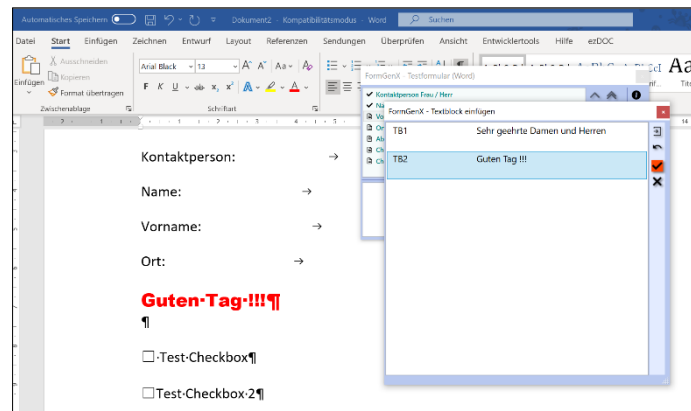 Automatisches Speichern
Dokument2 - Kompatibilitätsmodus - Word
Suchen
Datei Start Einfügen Zeichnen Entwurf Layout Referenzen Sendungen Überprüfen Ansicht Entwicklertools Hilfe ezDOC
Einfügen
Ausschneiden
Kopieren
Format übertragen
Zwischenablage
Arial Black 13
F K U ab x₂ x²
Schriftart
FormGenX - Testformular (Word)
Kontaktperson Frau / Herr
FormGenX - Textblock einfügen
TB1 Sehr geehrte Damen und Herren
TB2 Guten Tag !!!
Kontaktperson: →
Name: →
Vorname: →
Ort: →
Guten·Tag·!!!¶
¶
☐·Test·Checkbox¶
☐Test·Checkbox·2¶